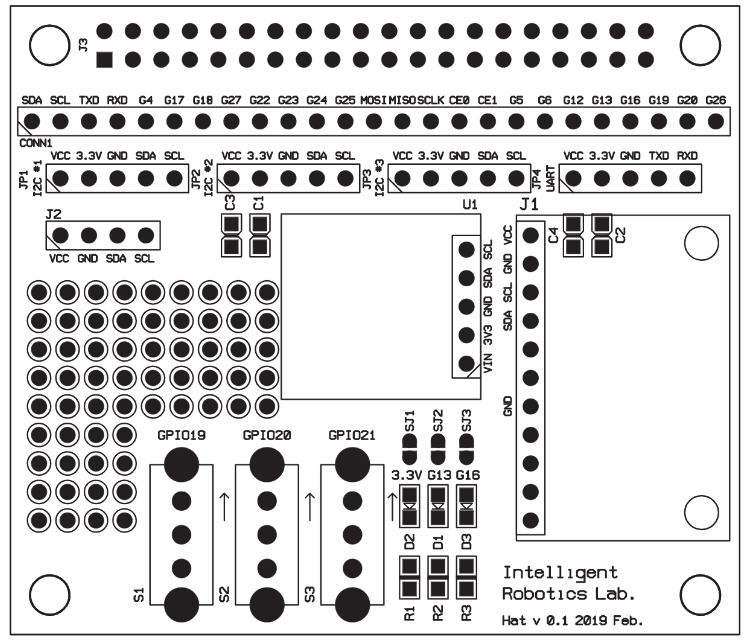 J3
SDA SCL TXD RXD G4 G17 G18 G27 G22 G23 G24 G25 MOSI MISO SCLK CE0 CE1 G5 G6 G12 G13 G16 G19 G20 G26
CONN1
JP1
I2C #1
VCC 3.3V GND SDA SCL
JP2
I2C #2
VCC 3.3V GND SDA SCL
JP3
I2C #3
VCC 3.3V GND SDA SCL
JP4
UART
VCC 3.3V GND TXD RXD
J2
VCC GND SDA SCL
C3
C1
U1
SCL
SDA
GND
3V3
VIN
J1
VCC
GND
SCL
SDA
GND
C4
C2
GPIO19
GPIO20
GPIO21
S1
S2
S3
SJ1
SJ2
SJ3
3.3V G13 G16
D2
D1
D3
R1
R2
R3
Intelligent
Robotics Lab.
Hat v 0.1 2019 Feb.